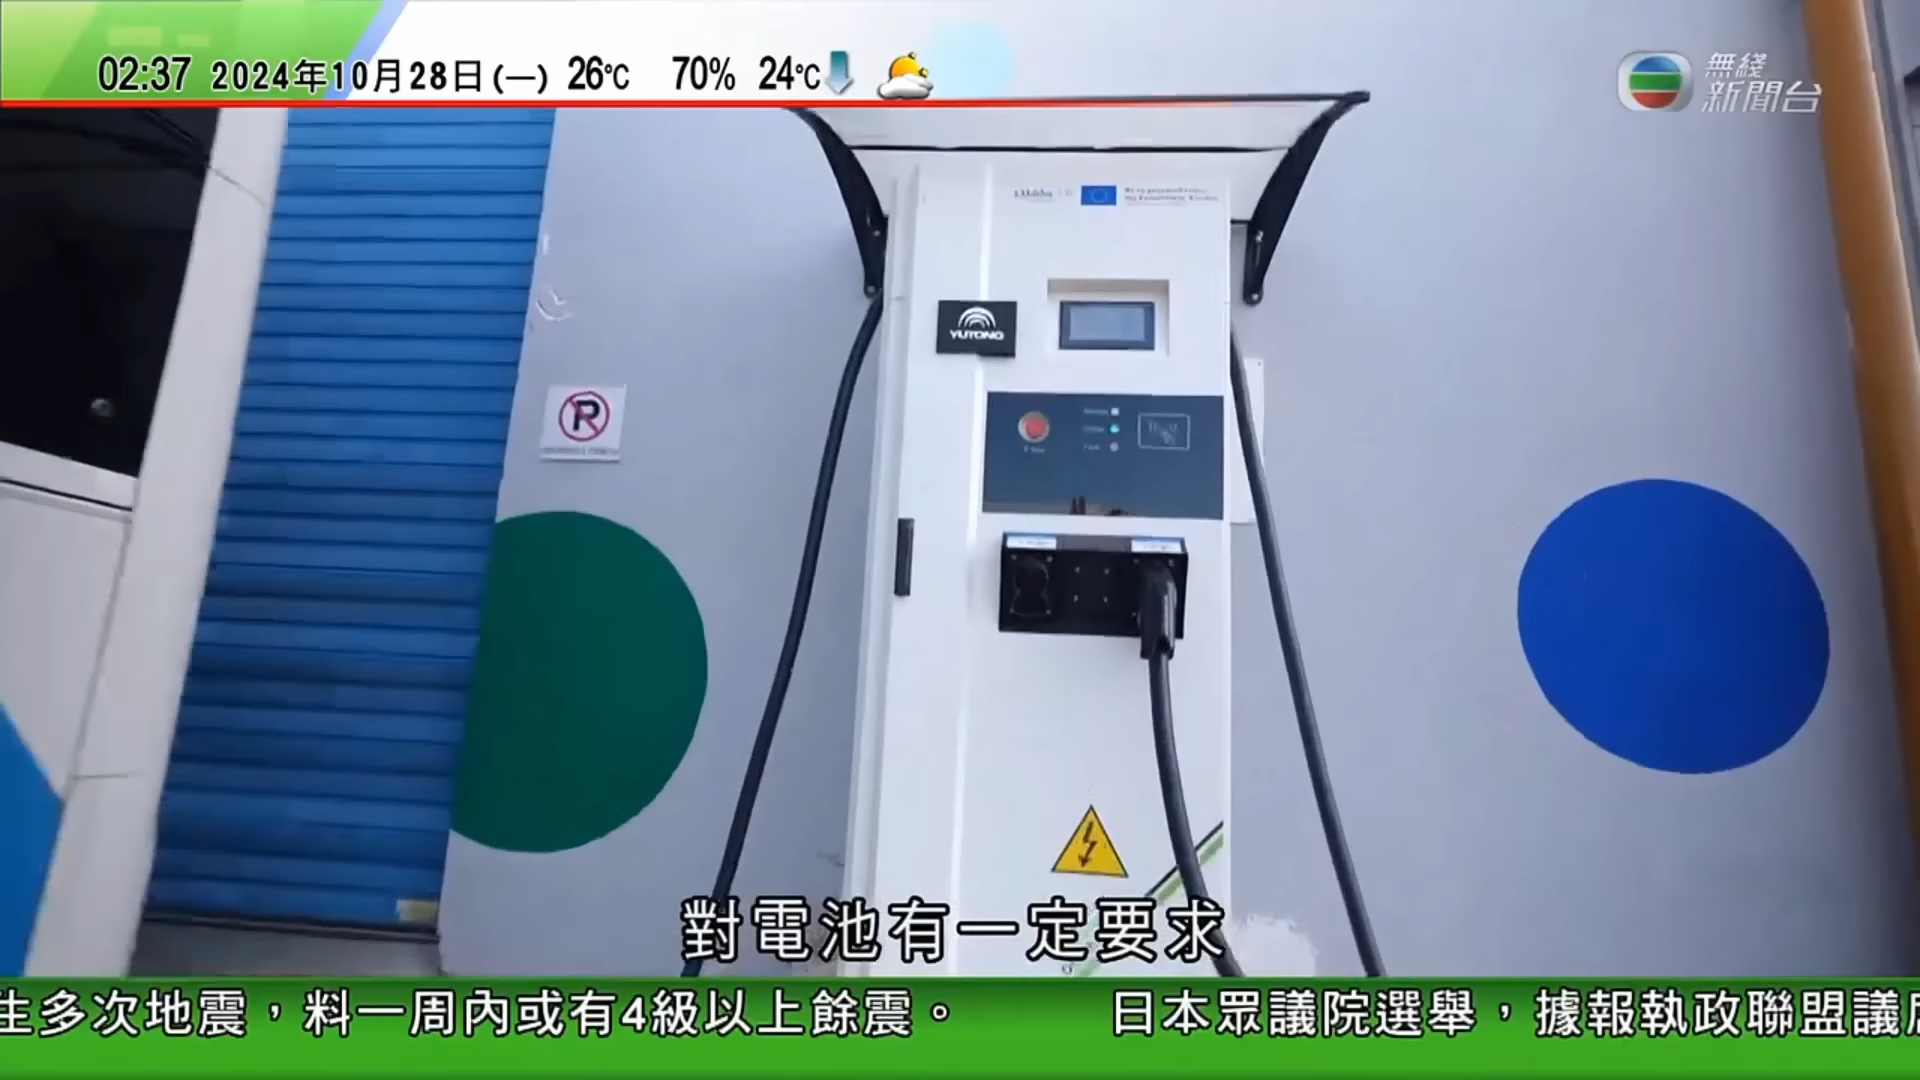 02:37 2024年10月28日(一) 26℃ 70% 24℃
無綫
新聞台
YUTONG
P
對電池有一定要求
生多次地震，料一周內或有4級以上餘震。 日本眾議院選舉，據報執政聯盟議席